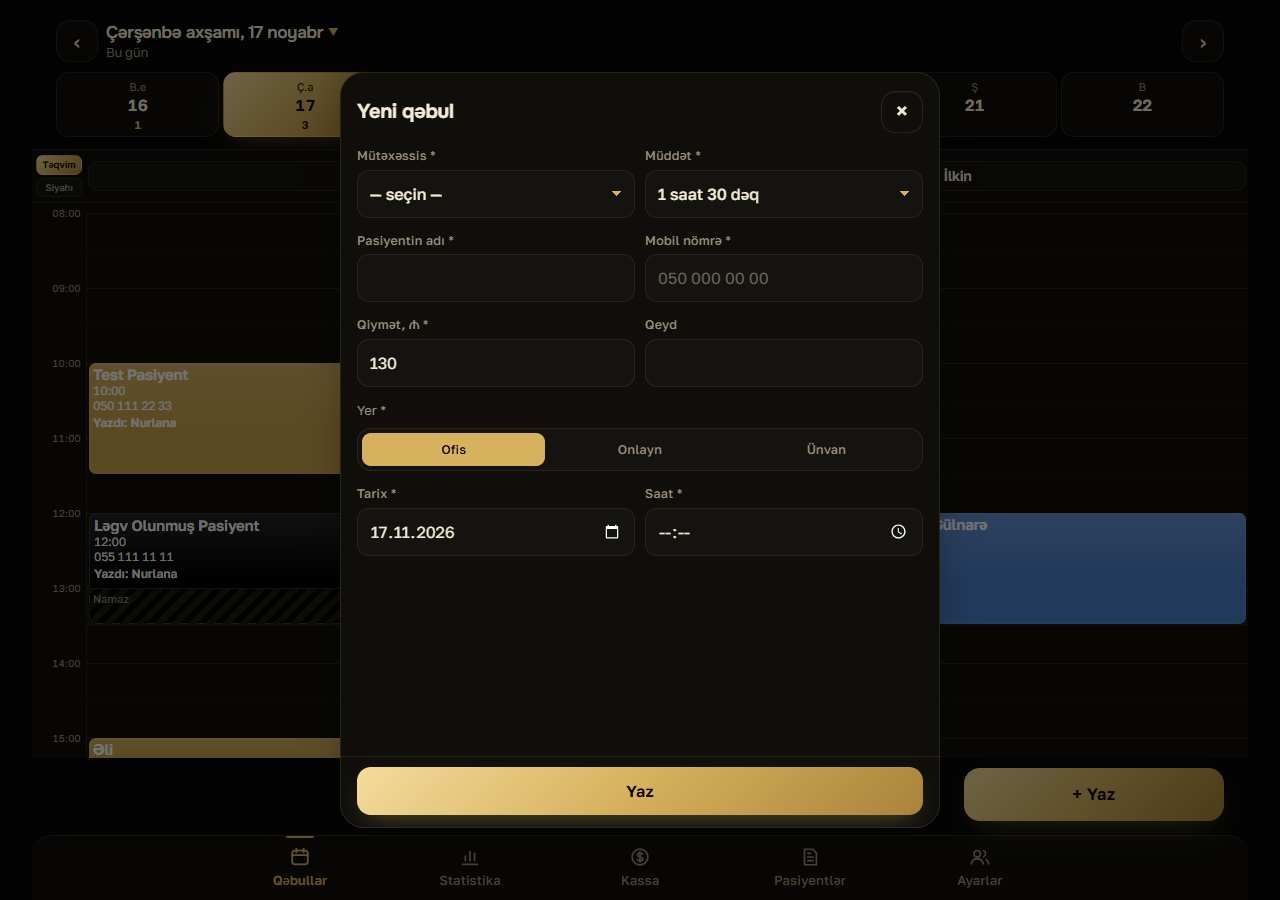 ‹ Çərşənbə axşamı, 17 noyabr ▾ ›
Bu gün
B.e Ç.ə Ş B
16 17 21 22
1 3
Yeni qəbul ×
Təqvim
Siyahı
İlkin
Mütəxəssis * Müddət *
— seçin — 1 saat 30 dəq
Pasiyentin adı * Mobil nömrə *
050 000 00 00
Qiymət, ₼ * Qeyd
130
Yer *
Ofis Onlayn Ünvan
Tarix * Saat *
17.11.2026 --:--
Yaz
08:00
09:00
10:00
Test Pasiyent
10:00
050 111 22 33
Yazdı: Nurlana
11:00
12:00
Ləğv Olunmuş Pasiyent
12:00
055 111 11 11
Yazdı: Nurlana
13:00
Namaz
14:00
15:00
Əli
+ Yaz
Qəbullar Statistika Kassa Pasiyentlər Ayarlar